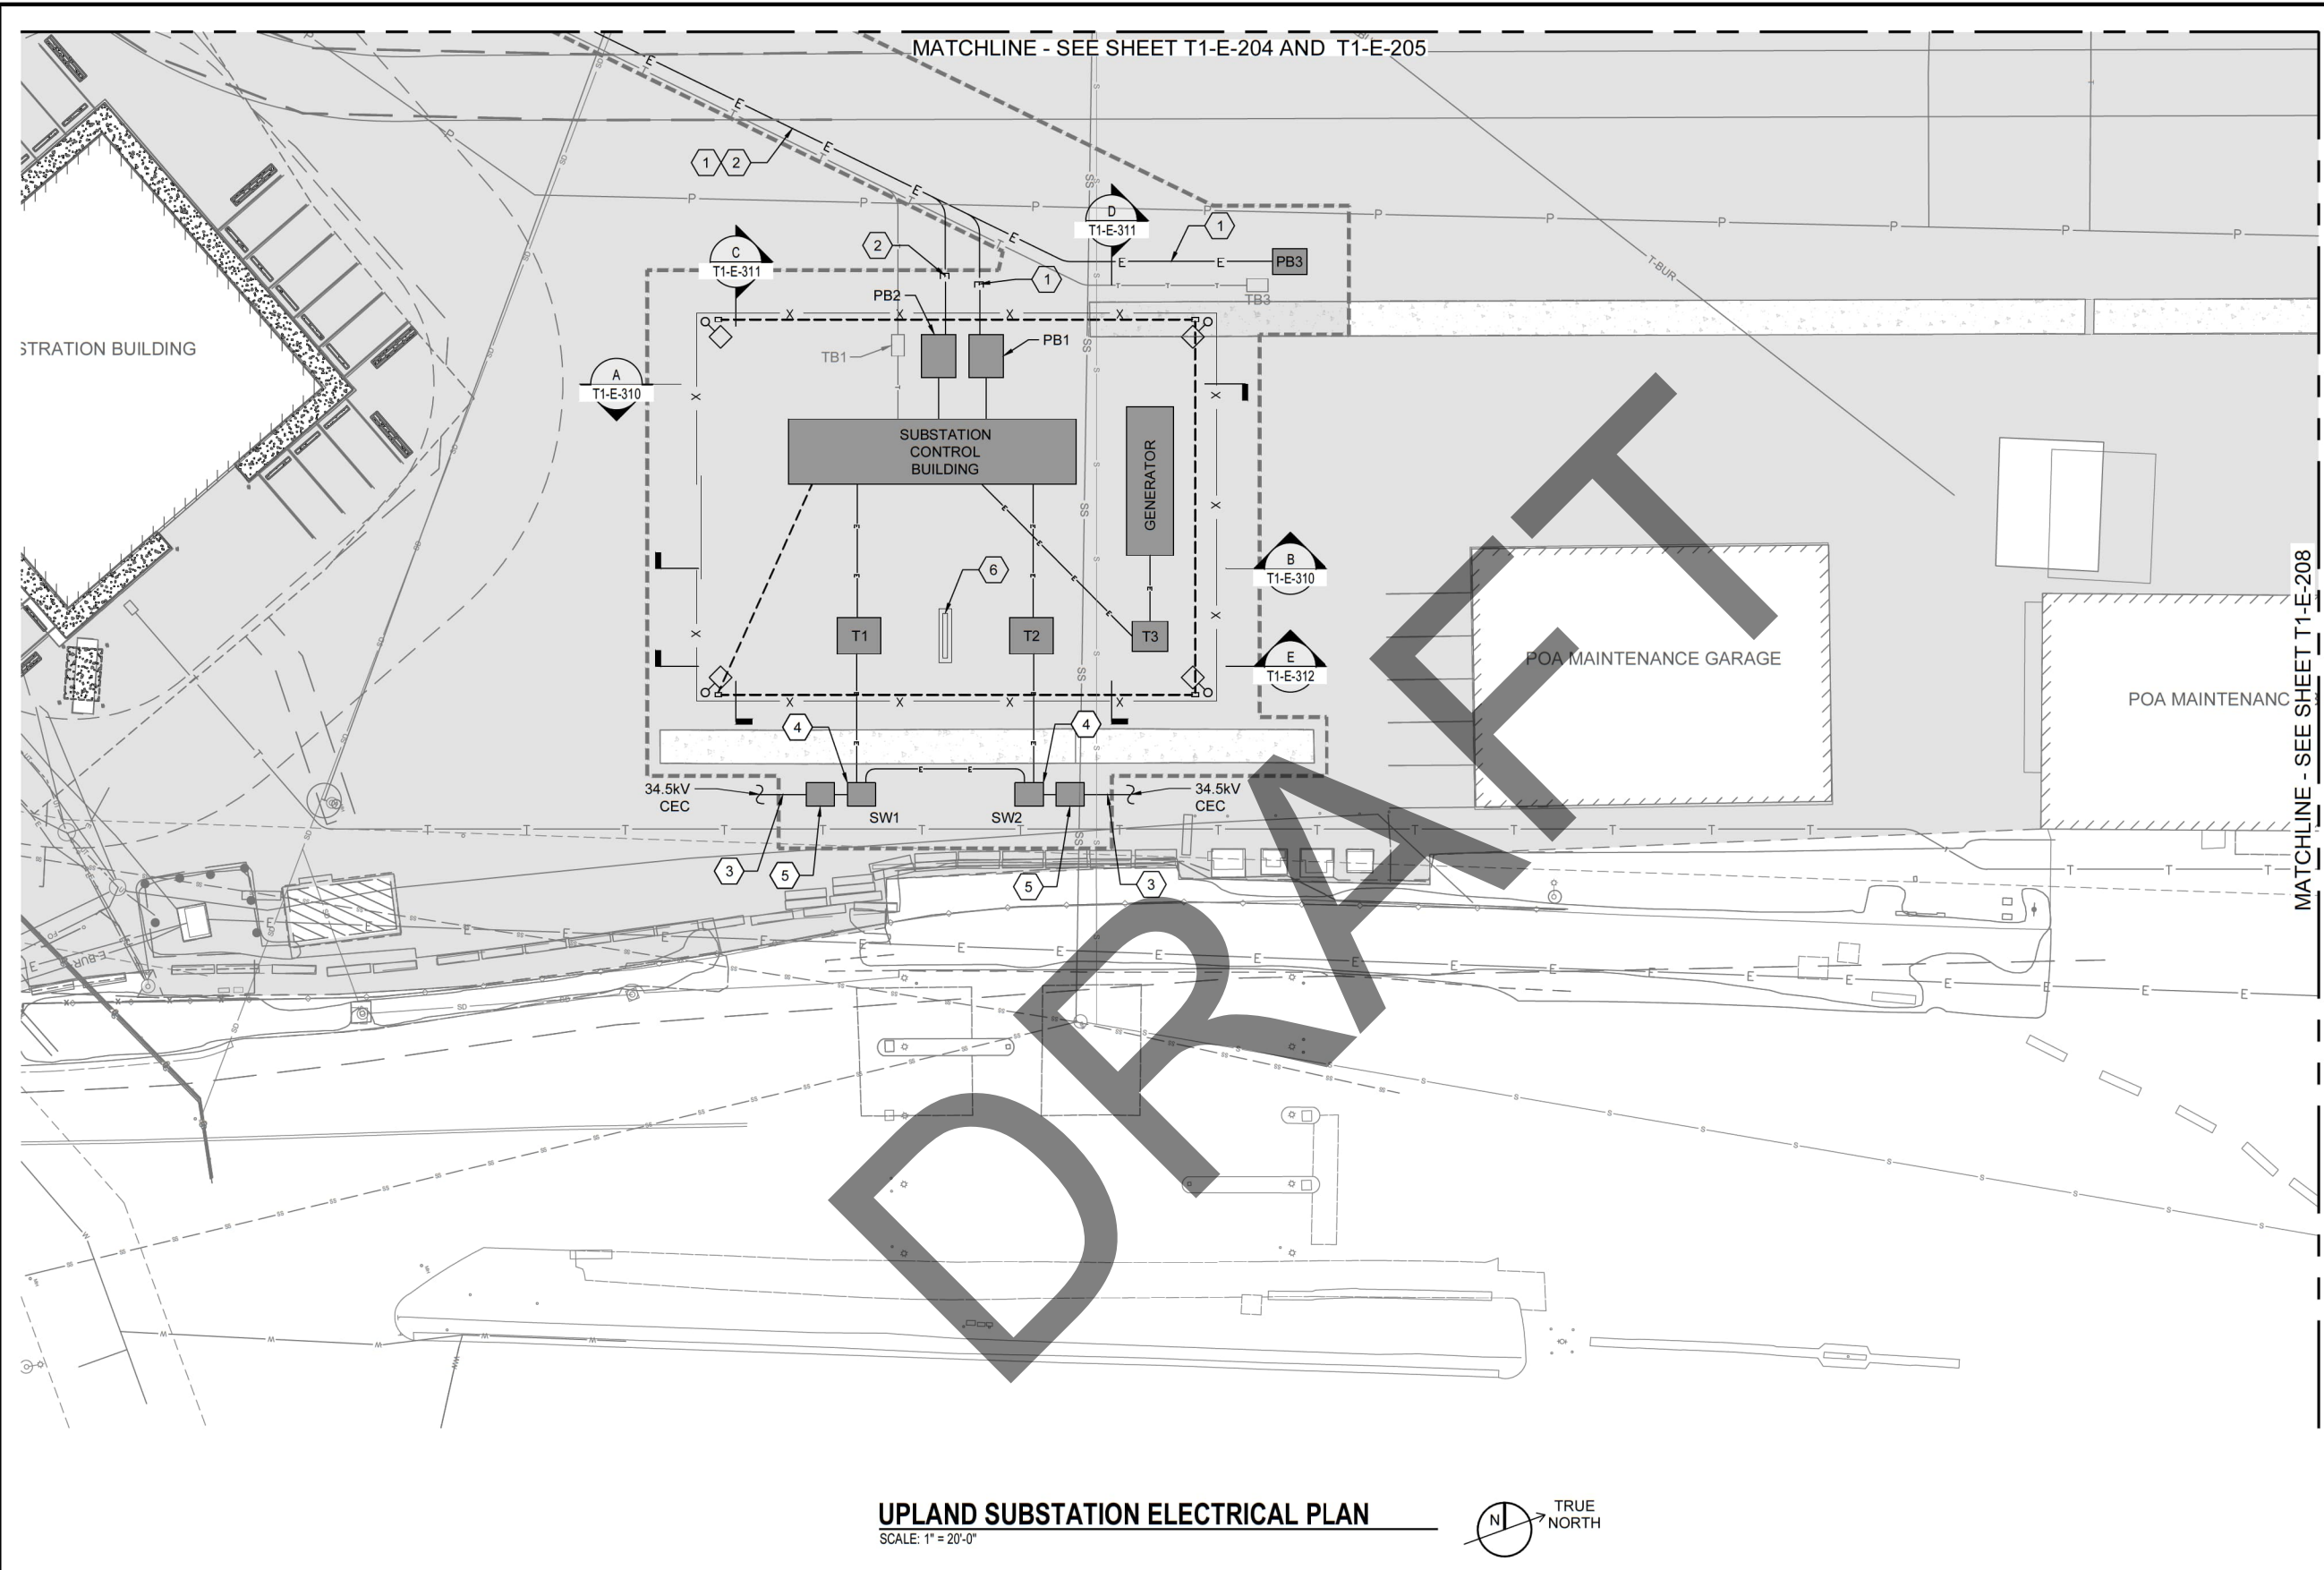 MATCHLINE - SEE SHEET T1-E-204 AND T1-E-205
1
2
D
T1-E-311
1
C
T1-E-311
2
1
PB3
TB3
T-BUR
PB2
PB1
TB1
STRATION BUILDING
A
T1-E-310
SUBSTATION
CONTROL
BUILDING
GENERATOR
B
T1-E-310
6
T1
T2
T3
E
T1-E-312
POA MAINTENANCE GARAGE
POA MAINTENANC
MATCHLINE - SEE SHEET T1-E-208
4
4
34.5kV
CEC
SW1
SW2
34.5kV
CEC
3
5
5
3
E-BUR
DRAFT
UPLAND SUBSTATION ELECTRICAL PLAN
SCALE: 1" = 20'-0"
N
TRUE
NORTH